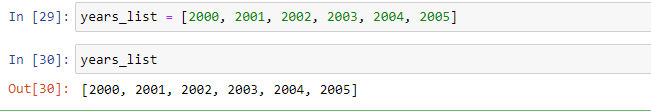 In [29]: years_list = [2000, 2001, 2002, 2003, 2004, 2005]
In [30]: years_list
Out[30]: [2000, 2001, 2002, 2003, 2004, 2005]